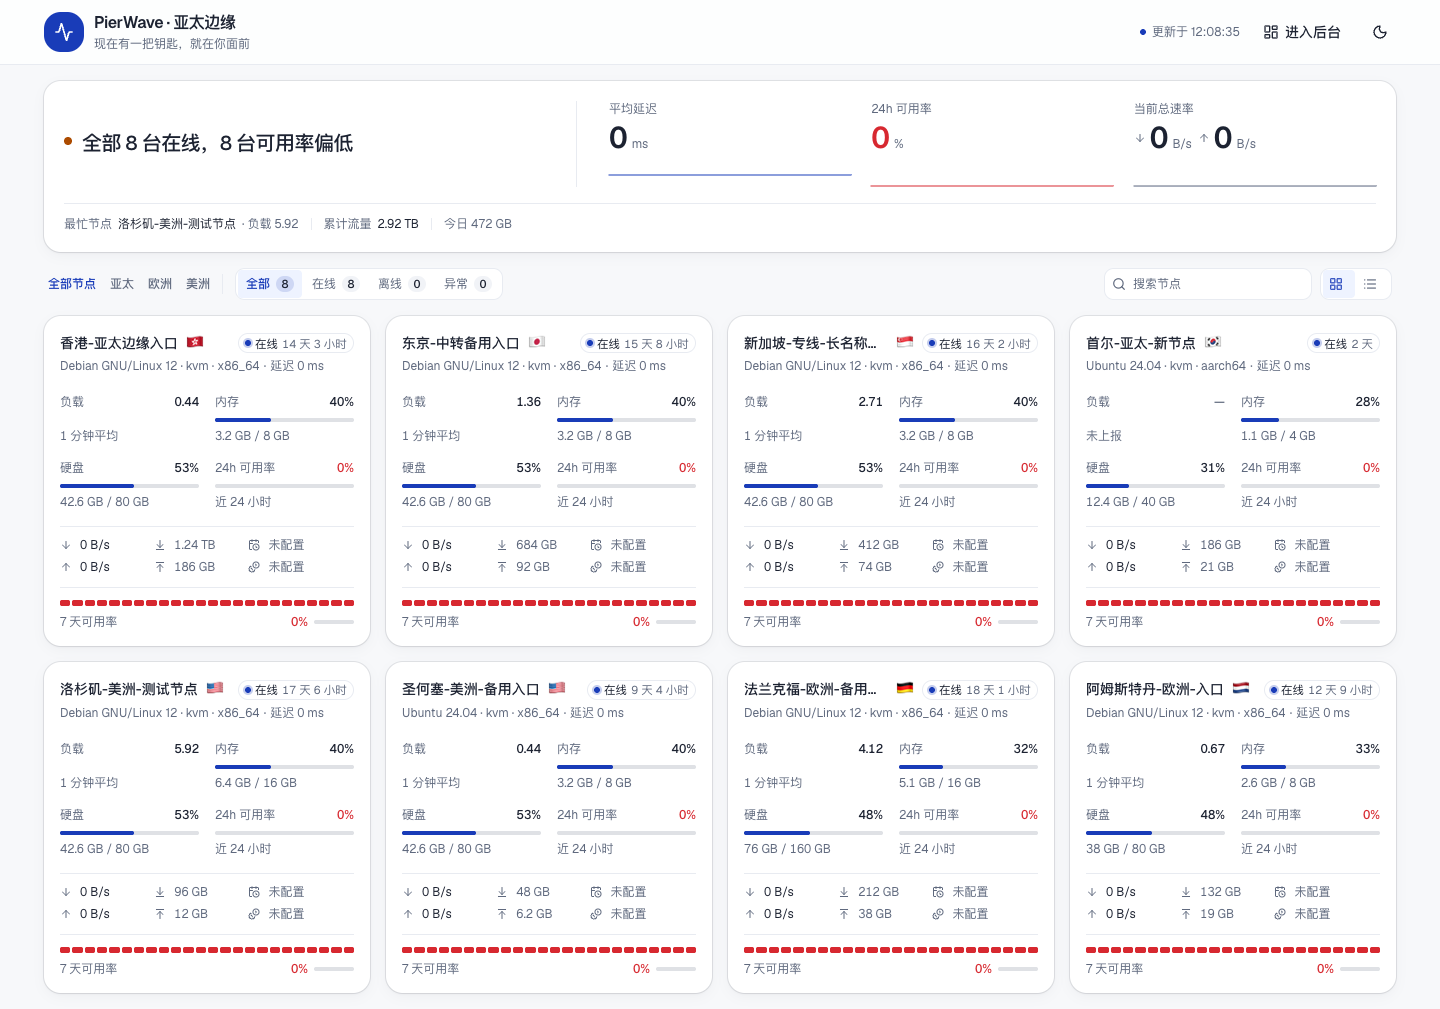 PierWave · 亚太边缘
现在有一把钥匙，就在你面前
更新于 12:08:35
进入后台
全部 8 台在线，8 台可用率偏低
平均延迟
0 ms
24h 可用率
0 %
当前总速率
0 B/s 0 B/s
最忙节点 洛杉矶-美洲-测试节点 · 负载 5.92
累计流量 2.92 TB
今日 472 GB
全部节点 亚太 欧洲 美洲
全部 8 在线 8 离线 0 异常 0
搜索节点
香港-亚太边缘入口 在线 14 天 3 小时
Debian GNU/Linux 12 · kvm · x86_64 · 延迟 0 ms
负载 0.44 内存 40%
1 分钟平均 3.2 GB / 8 GB
硬盘 53% 24h 可用率 0%
42.6 GB / 80 GB 近 24 小时
0 B/s 1.24 TB 未配置
0 B/s 186 GB 未配置
7 天可用率 0%
东京-中转备用入口 在线 15 天 8 小时
Debian GNU/Linux 12 · kvm · x86_64 · 延迟 0 ms
负载 1.36 内存 40%
1 分钟平均 3.2 GB / 8 GB
硬盘 53% 24h 可用率 0%
42.6 GB / 80 GB 近 24 小时
0 B/s 684 GB 未配置
0 B/s 92 GB 未配置
7 天可用率 0%
新加坡-专线-长名称... 在线 16 天 2 小时
Debian GNU/Linux 12 · kvm · x86_64 · 延迟 0 ms
负载 2.71 内存 40%
1 分钟平均 3.2 GB / 8 GB
硬盘 53% 24h 可用率 0%
42.6 GB / 80 GB 近 24 小时
0 B/s 412 GB 未配置
0 B/s 74 GB 未配置
7 天可用率 0%
首尔-亚太-新节点 在线 2 天
Ubuntu 24.04 · kvm · aarch64 · 延迟 0 ms
负载 — 内存 28%
未上报 1.1 GB / 4 GB
硬盘 31% 24h 可用率 0%
12.4 GB / 40 GB 近 24 小时
0 B/s 186 GB 未配置
0 B/s 21 GB 未配置
7 天可用率 0%
洛杉矶-美洲-测试节点 在线 17 天 6 小时
Debian GNU/Linux 12 · kvm · x86_64 · 延迟 0 ms
负载 5.92 内存 40%
1 分钟平均 6.4 GB / 16 GB
硬盘 53% 24h 可用率 0%
42.6 GB / 80 GB 近 24 小时
0 B/s 96 GB 未配置
0 B/s 12 GB 未配置
7 天可用率 0%
圣何塞-美洲-备用入口 在线 9 天 4 小时
Ubuntu 24.04 · kvm · x86_64 · 延迟 0 ms
负载 0.44 内存 40%
1 分钟平均 3.2 GB / 8 GB
硬盘 53% 24h 可用率 0%
42.6 GB / 80 GB 近 24 小时
0 B/s 48 GB 未配置
0 B/s 6.2 GB 未配置
7 天可用率 0%
法兰克福-欧洲-备用... 在线 18 天 1 小时
Debian GNU/Linux 12 · kvm · x86_64 · 延迟 0 ms
负载 4.12 内存 32%
1 分钟平均 5.1 GB / 16 GB
硬盘 48% 24h 可用率 0%
76 GB / 160 GB 近 24 小时
0 B/s 212 GB 未配置
0 B/s 38 GB 未配置
7 天可用率 0%
阿姆斯特丹-欧洲-入口 在线 12 天 9 小时
Debian GNU/Linux 12 · kvm · x86_64 · 延迟 0 ms
负载 0.67 内存 33%
1 分钟平均 2.6 GB / 8 GB
硬盘 48% 24h 可用率 0%
38 GB / 80 GB 近 24 小时
0 B/s 132 GB 未配置
0 B/s 19 GB 未配置
7 天可用率 0%